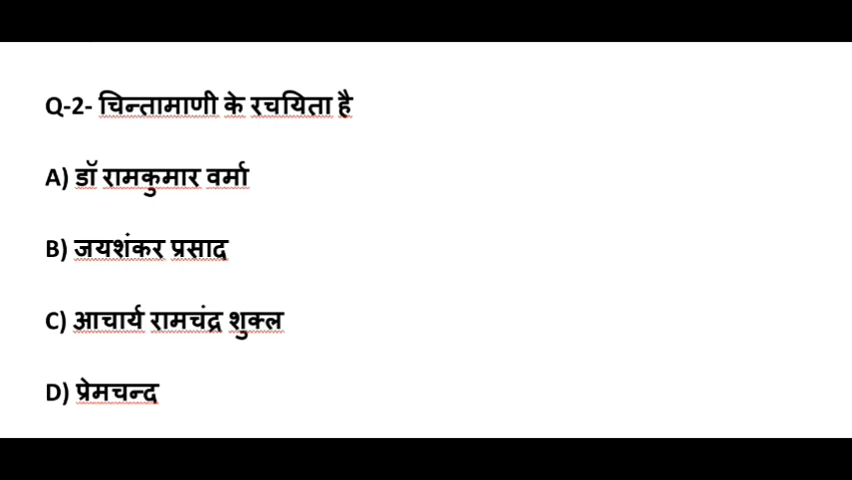 Q-2- चिन्तामाणी के रचयिता है
A) डॉ रामकुमार वर्मा
B) जयशंकर प्रसाद
C) आचार्य रामचंद्र शुक्ल
D) प्रेमचन्द